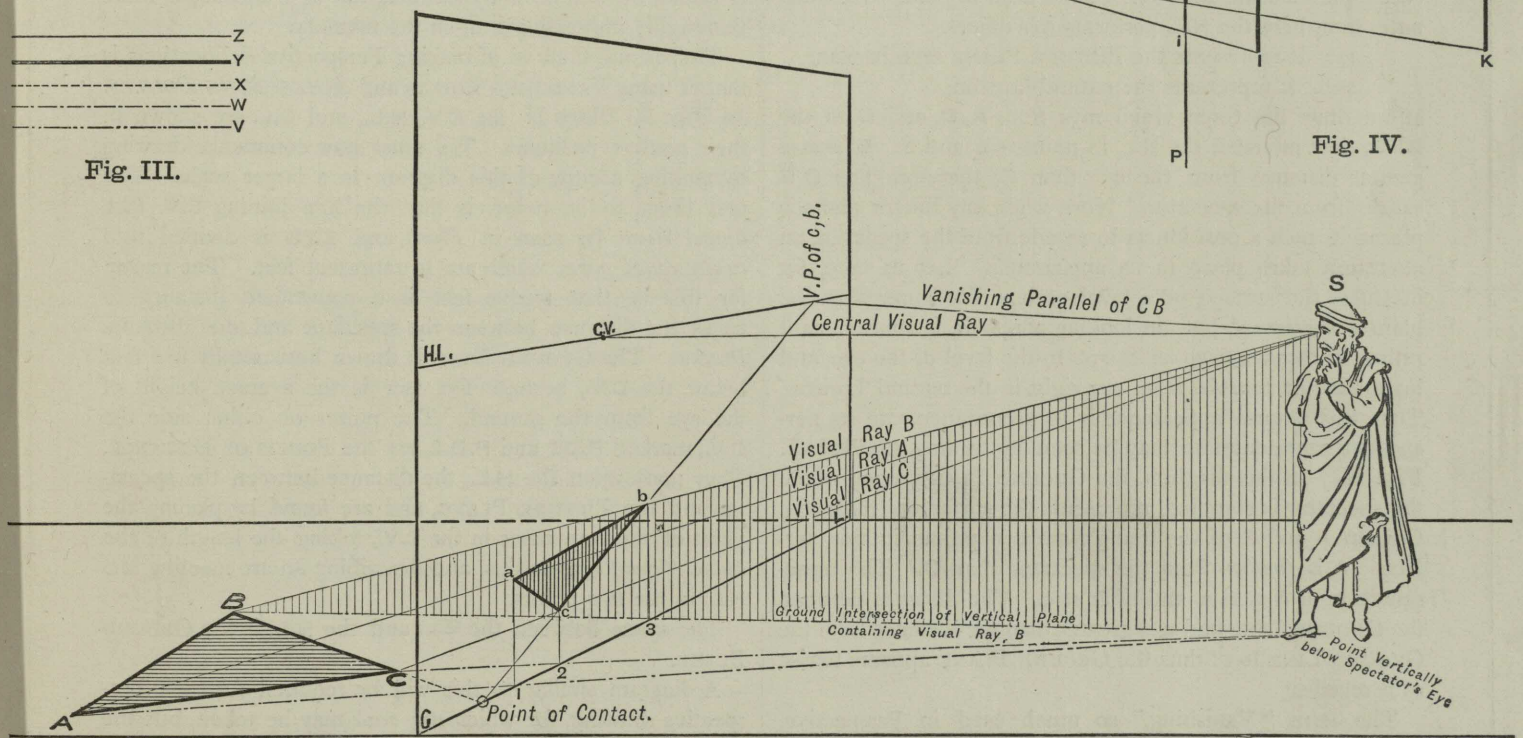 Z
Y
X
W
V
Fig. III.
i
I
K
P
Fig. IV.
S
V.P. of c,b.
Vanishing Parallel of CB
C.V.
Central Visual Ray
H.L.
Visual Ray B
Visual Ray A
Visual Ray C
b
L.
a
c
B
3
Ground Intersection of Vertical Plane
Containing Visual Ray, B
Point Vertically
below Spectator's Eye
2
C
1
A
G
Point of Contact.